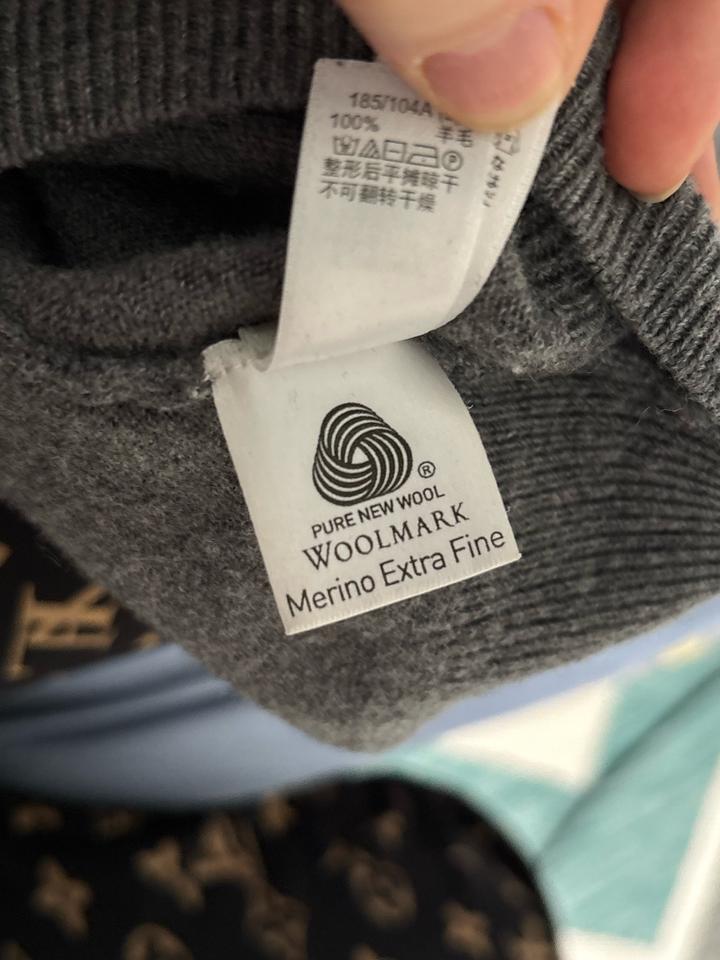 185/104A
100% 羊毛
整形后平摊晾干
不可翻转干燥
®
PURE NEW WOOL
WOOLMARK
Merino Extra Fine